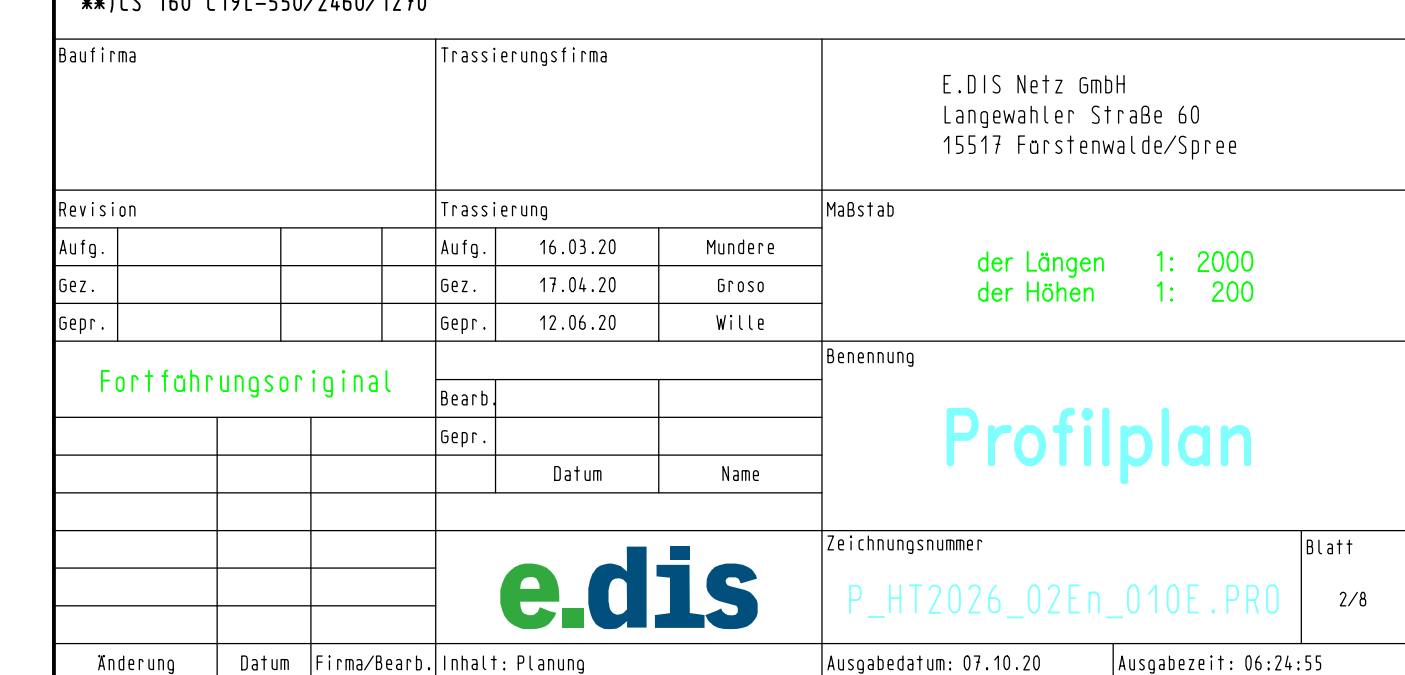 Baufirma
Trassierungsfirma
E.DIS Netz GmbH
Langewahler Straße 60
15517 Fürstenwalde/Spree
Revision
Trassierung
Maßstab
Aufg.
Aufg. 16.03.20 Mundere
Gez.
Gez. 17.04.20 Groso
Gepr.
Gepr. 12.06.20 Wille
der Längen 1: 2000
der Höhen 1: 200
Fortführungsoriginal
Bearb.
Gepr.
Datum Name
Benennung
Profilplan
e.dis
Zeichnungsnummer
P_HT2026_02En_010E.PRO
Blatt
2/8
Änderung Datum Firma/Bearb.
Inhalt: Planung
Ausgabedatum: 07.10.20
Ausgabezeit: 06:24:55